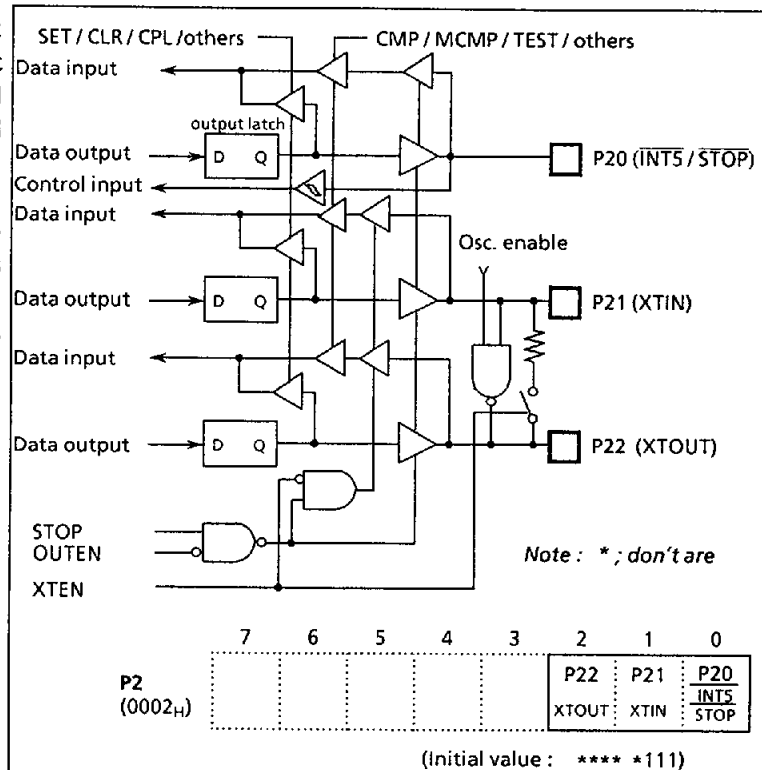 SET / CLR / CPL /others
CMP / MCMP / TEST / others
Data input
output latch
Data output
D Q
P20 (INT5 / STOP)
Control input
Data input
Osc. enable
Data output
D Q
P21 (XTIN)
Data input
Data output
D Q
P22 (XTOUT)
STOP
OUTEN
XTEN
Note : * ; don't are
7 6 5 4 3 2 1 0
P2
(0002H)
P22 P21 P20
INT5
XTOUT XTIN STOP
(Initial value : **** *111)